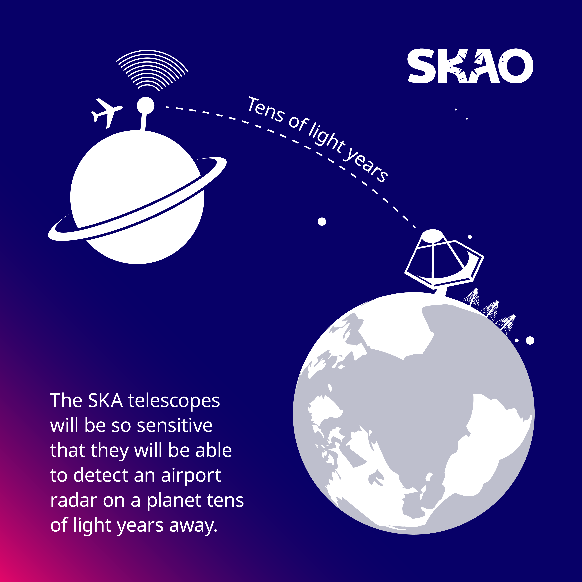 SKAO
Tens of light years
The SKA telescopes
will be so sensitive
that they will be able
to detect an airport
radar on a planet tens
of light years away.